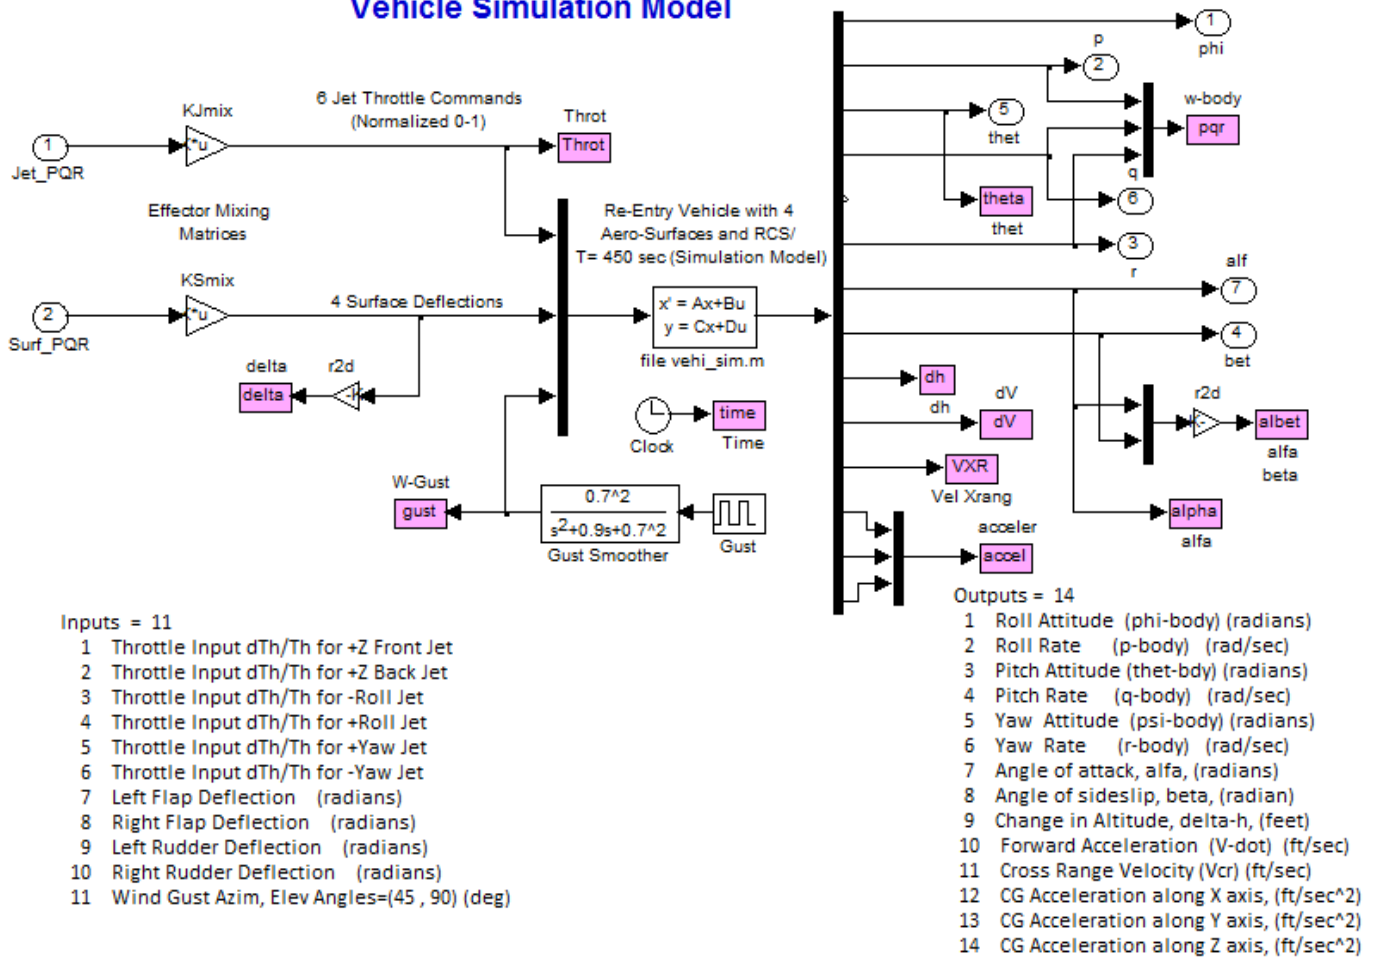 Vehicle Simulation Model
1
phi
p
2
KJmix
6 Jet Throttle Commands
(Normalized 0-1)
Throt
Throt
5
thet
w-body
pqr
1
Jet_PQR
*u
q
Effector Mixing
Matrices
Re-Entry Vehicle with 4
Aero-Surfaces and RCS/
T= 450 sec (Simulation Model)
theta
thet
6
3
r
KSmix
*u
2
Surf_PQR
4 Surface Deflections
x' = Ax+Bu
y = Cx+Du
file vehi_sim.m
alf
7
4
bet
delta
delta
r2d
-K
Clock
time
Time
dh
dh
dV
dV
r2d
K-
albet
alfa
beta
VXR
Vel Xrang
W-Gust
gust
0.7^2
s2+0.9s+0.7^2
Gust Smoother
Gust
acceler
accel
alpha
alfa
Inputs = 11
1 Throttle Input dTh/Th for +Z Front Jet
2 Throttle Input dTh/Th for +Z Back Jet
3 Throttle Input dTh/Th for -Roll Jet
4 Throttle Input dTh/Th for +Roll Jet
5 Throttle Input dTh/Th for +Yaw Jet
6 Throttle Input dTh/Th for -Yaw Jet
7 Left Flap Deflection (radians)
8 Right Flap Deflection (radians)
9 Left Rudder Deflection (radians)
10 Right Rudder Deflection (radians)
11 Wind Gust Azim, Elev Angles=(45 , 90) (deg)
Outputs = 14
1 Roll Attitude (phi-body) (radians)
2 Roll Rate (p-body) (rad/sec)
3 Pitch Attitude (thet-bdy) (radians)
4 Pitch Rate (q-body) (rad/sec)
5 Yaw Attitude (psi-body) (radians)
6 Yaw Rate (r-body) (rad/sec)
7 Angle of attack, alfa, (radians)
8 Angle of sideslip, beta, (radian)
9 Change in Altitude, delta-h, (feet)
10 Forward Acceleration (V-dot) (ft/sec)
11 Cross Range Velocity (Vcr) (ft/sec)
12 CG Acceleration along X axis, (ft/sec^2)
13 CG Acceleration along Y axis, (ft/sec^2)
14 CG Acceleration along Z axis, (ft/sec^2)